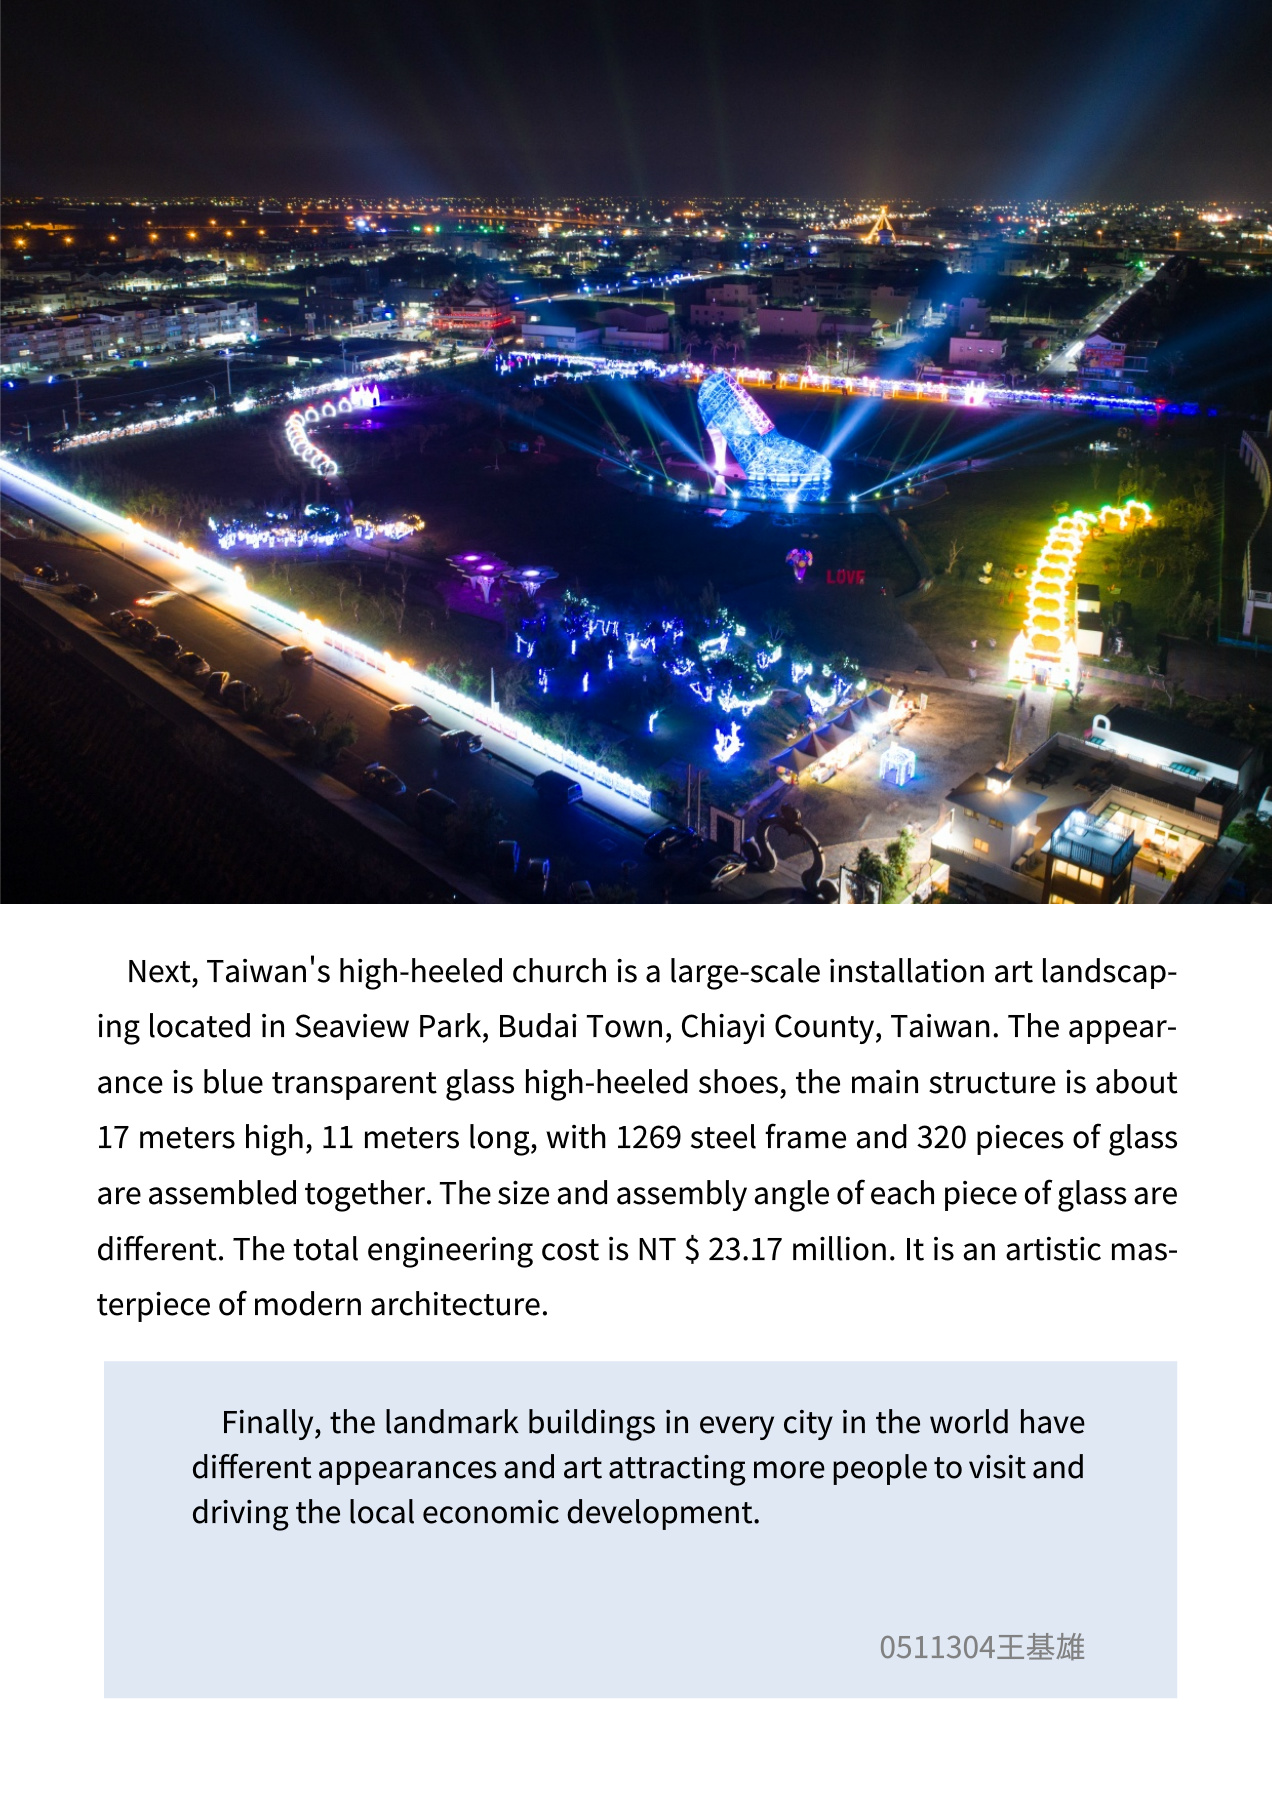 LOVE
Next, Taiwan's high-heeled church is a large-scale installation art landscap-
ing located in Seaview Park, Budai Town, Chiayi County, Taiwan. The appear-
ance is blue transparent glass high-heeled shoes, the main structure is about
17 meters high, 11 meters long, with 1269 steel frame and 320 pieces of glass
are assembled together. The size and assembly angle of each piece of glass are
different. The total engineering cost is NT $ 23.17 million. It is an artistic mas-
terpiece of modern architecture.
Finally, the landmark buildings in every city in the world have
different appearances and art attracting more people to visit and
driving the local economic development.
0511304王基雄